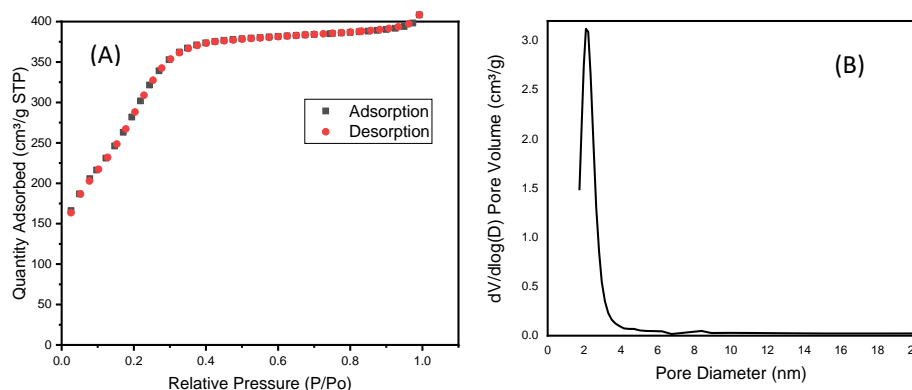 (A)
Quantity Adsorbed (cm³/g STP)
400
350
300
250
200
150
100
50
0
0.0 0.2 0.4 0.6 0.8 1.0
Relative Pressure (P/Po)
Adsorption
Desorption
(B)
dV/dlog(D) Pore Volume (cm³/g)
3.0
2.5
2.0
1.5
1.0
0.5
0.0
0 2 4 6 8 10 12 14 16 18 20
Pore Diameter (nm)